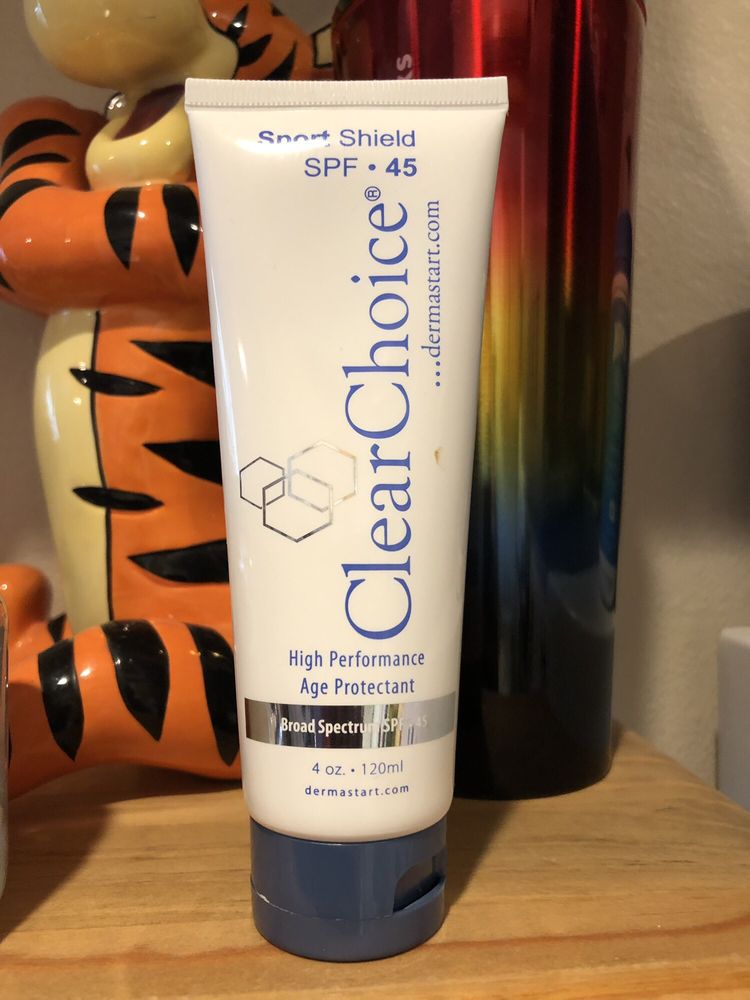 Sport Shield
SPF • 45
ClearChoice®
...dermastart.com
High Performance
Age Protectant
Broad Spectrum SPF • 45
4 oz. • 120ml
dermastart.com
ks